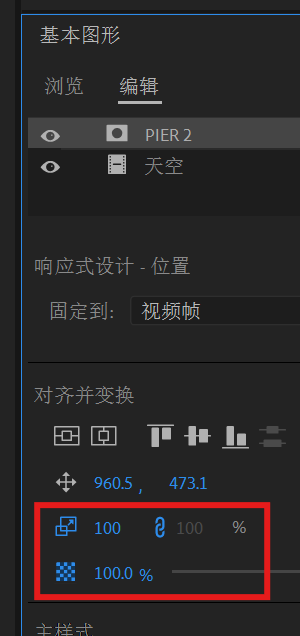 基本图形
浏览 编辑
PIER 2
天空
响应式设计 - 位置
固定到: 视频帧
对齐并变换
960.5 , 473.1
100 100 %
100.0 %
主样式